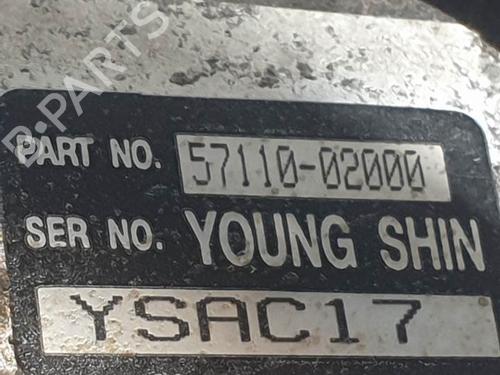 B-PARTS
PART NO. 57110-02000
SER NO. YOUNG SHIN
YSAC17